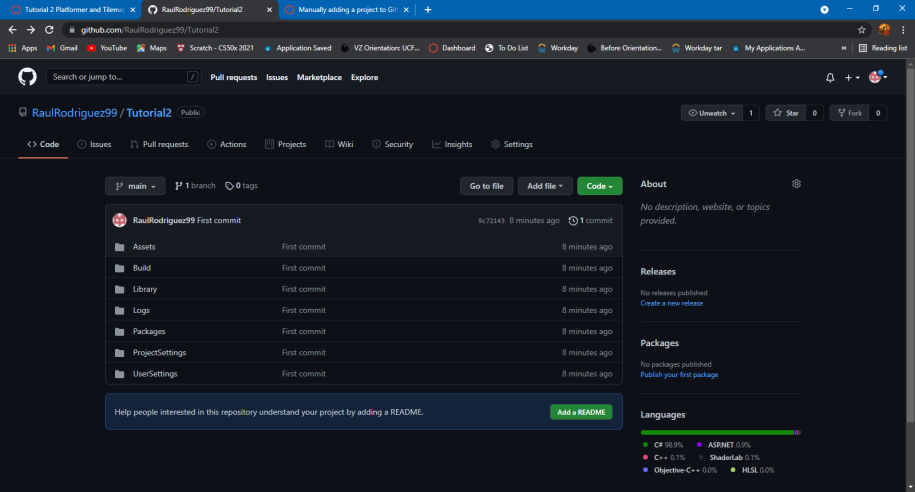 Tutorial 2 Platformer and Tilemap
RaulRodriguez99/Tutorial2
Manually adding a project to Git
github.com/RaulRodriguez99/Tutorial2
Apps Gmail YouTube Maps Scratch - CS50x 2021 Application Saved VZ Orientation: UCF... Dashboard To Do List Workday Before Orientation... Workday tar My Applications A... » Reading list
Search or jump to... / Pull requests Issues Marketplace Explore
RaulRodriguez99 / Tutorial2 Public
Unwatch 1 Star 0 Fork 0
<> Code Issues Pull requests Actions Projects Wiki Security Insights Settings
main 1 branch 0 tags Go to file Add file Code
RaulRodriguez99 First commit 9c72143 8 minutes ago 1 commit
Assets First commit 8 minutes ago
Build First commit 8 minutes ago
Library First commit 8 minutes ago
Logs First commit 8 minutes ago
Packages First commit 8 minutes ago
ProjectSettings First commit 8 minutes ago
UserSettings First commit 8 minutes ago
Help people interested in this repository understand your project by adding a README. Add a README
About
No description, website, or topics
provided.
Releases
No releases published
Create a new release
Packages
No packages published
Publish your first package
Languages
C# 98.9% ASP.NET 0.9%
C++ 0.1% ShaderLab 0.1%
Objective-C++ 0.0% HLSL 0.0%